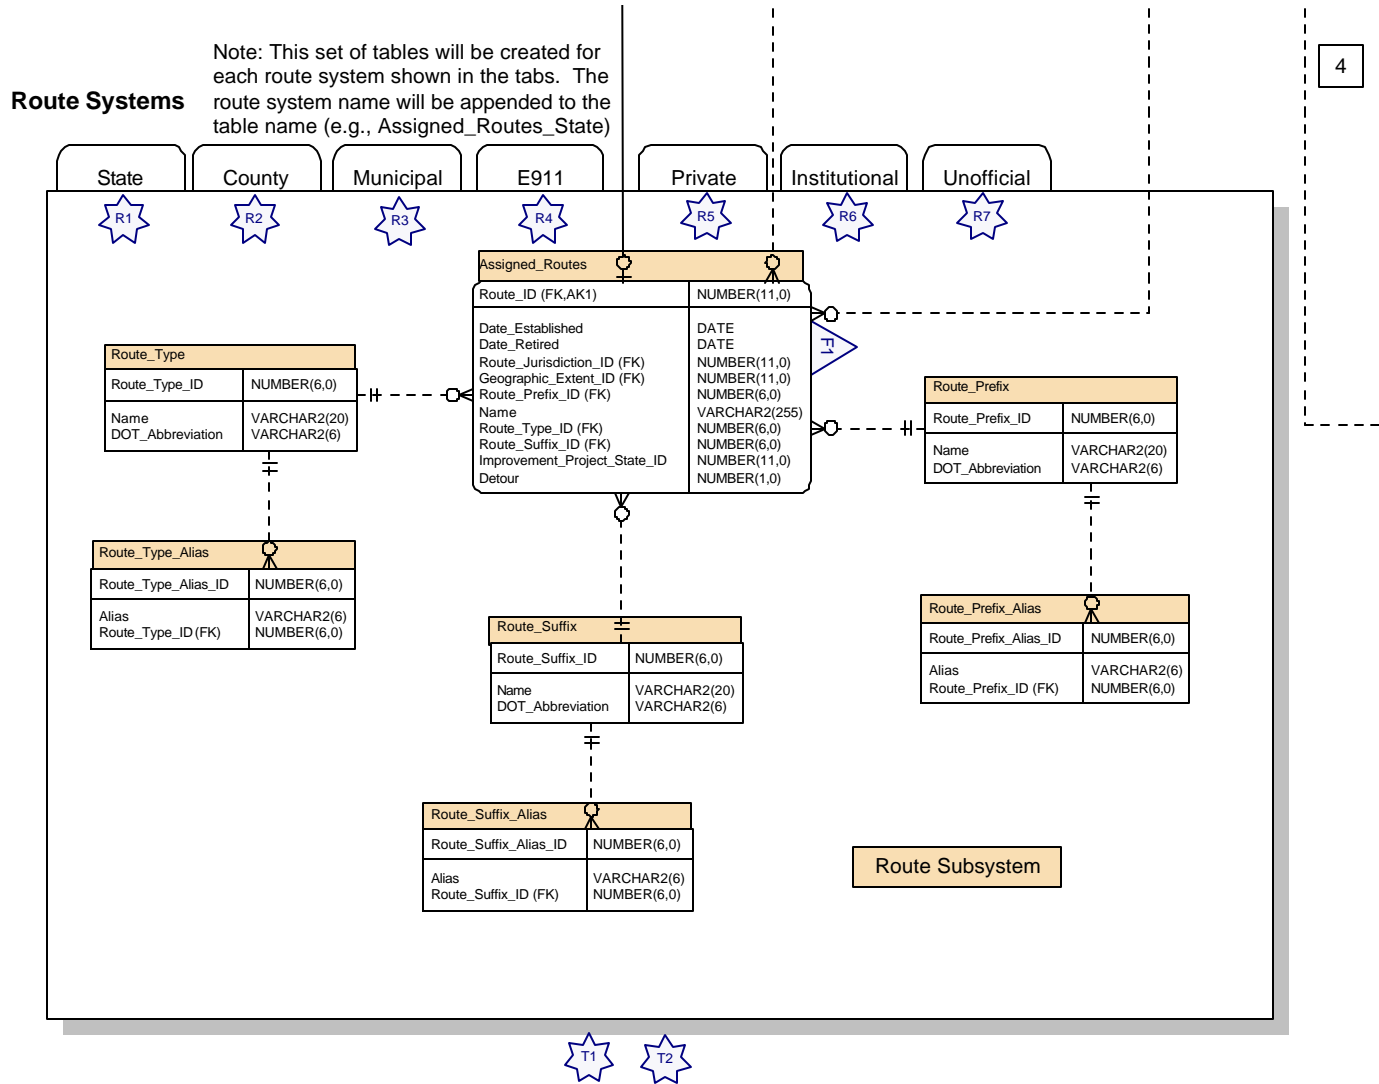 Note: This set of tables will be created for
each route system shown in the tabs. The
route system name will be appended to the
table name (e.g., Assigned_Routes_State)
Route Systems
4
State
County
Municipal
E911
Private
Institutional
Unofficial
R1
R2
R3
R4
R5
R6
R7
Assigned_Routes
Route_ID (FK,AK1) NUMBER(11,0)
Date_Established DATE
Date_Retired DATE
Route_Jurisdiction_ID (FK) NUMBER(11,0)
Geographic_Extent_ID (FK) NUMBER(11,0)
Route_Prefix_ID (FK) NUMBER(6,0)
Name VARCHAR2(255)
Route_Type_ID (FK) NUMBER(6,0)
Route_Suffix_ID (FK) NUMBER(6,0)
Improvement_Project_State_ID NUMBER(11,0)
Detour NUMBER(1,0)
F1
Route_Type
Route_Type_ID NUMBER(6,0)
Name VARCHAR2(20)
DOT_Abbreviation VARCHAR2(6)
Route_Prefix
Route_Prefix_ID NUMBER(6,0)
Name VARCHAR2(20)
DOT_Abbreviation VARCHAR2(6)
Route_Type_Alias
Route_Type_Alias_ID NUMBER(6,0)
Alias VARCHAR2(6)
Route_Type_ID (FK) NUMBER(6,0)
Route_Suffix
Route_Suffix_ID NUMBER(6,0)
Name VARCHAR2(20)
DOT_Abbreviation VARCHAR2(6)
Route_Prefix_Alias
Route_Prefix_Alias_ID NUMBER(6,0)
Alias VARCHAR2(6)
Route_Prefix_ID (FK) NUMBER(6,0)
Route_Suffix_Alias
Route_Suffix_Alias_ID NUMBER(6,0)
Alias VARCHAR2(6)
Route_Suffix_ID (FK) NUMBER(6,0)
Route Subsystem
T1
T2